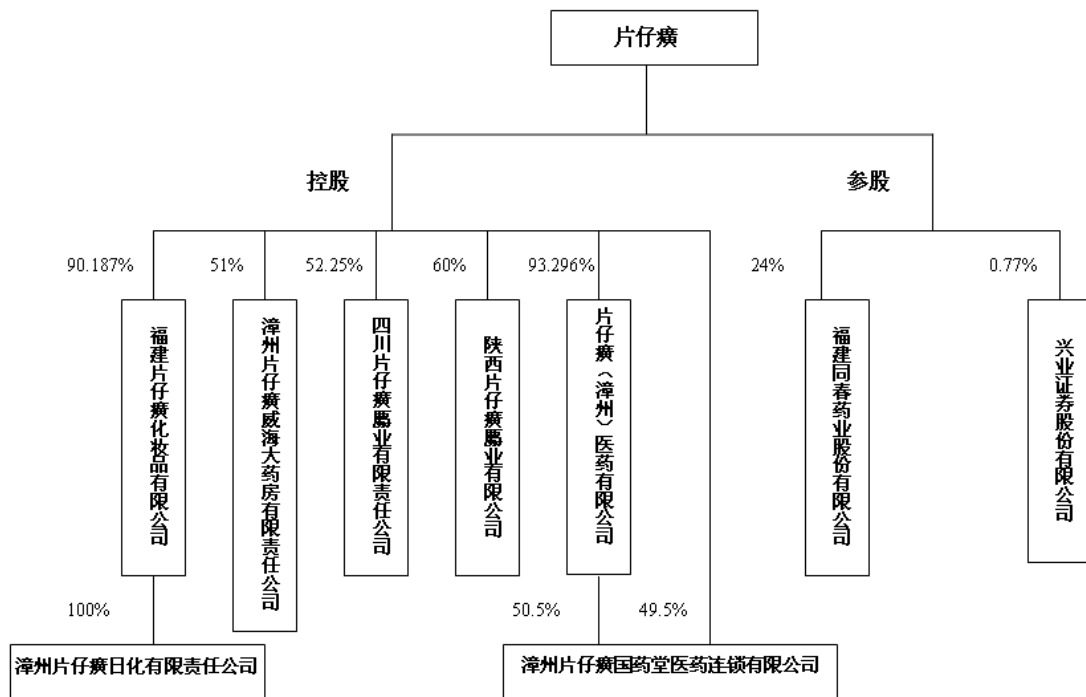 片仔癀
控股
参股
90.187%
51%
52.25%
60%
93.296%
24%
0.77%
福建片仔癀化妆品有限公司
漳州片仔癀威海大药房有限责任公司
四川片仔癀麝业有限责任公司
陕西片仔癀麝业有限公司
片仔癀（漳州）医药有限公司
福建同春药业股份有限公司
兴业证券股份有限公司
100%
50.5%
49.5%
漳州片仔癀日化有限责任公司
漳州片仔癀国药堂医药连锁有限公司